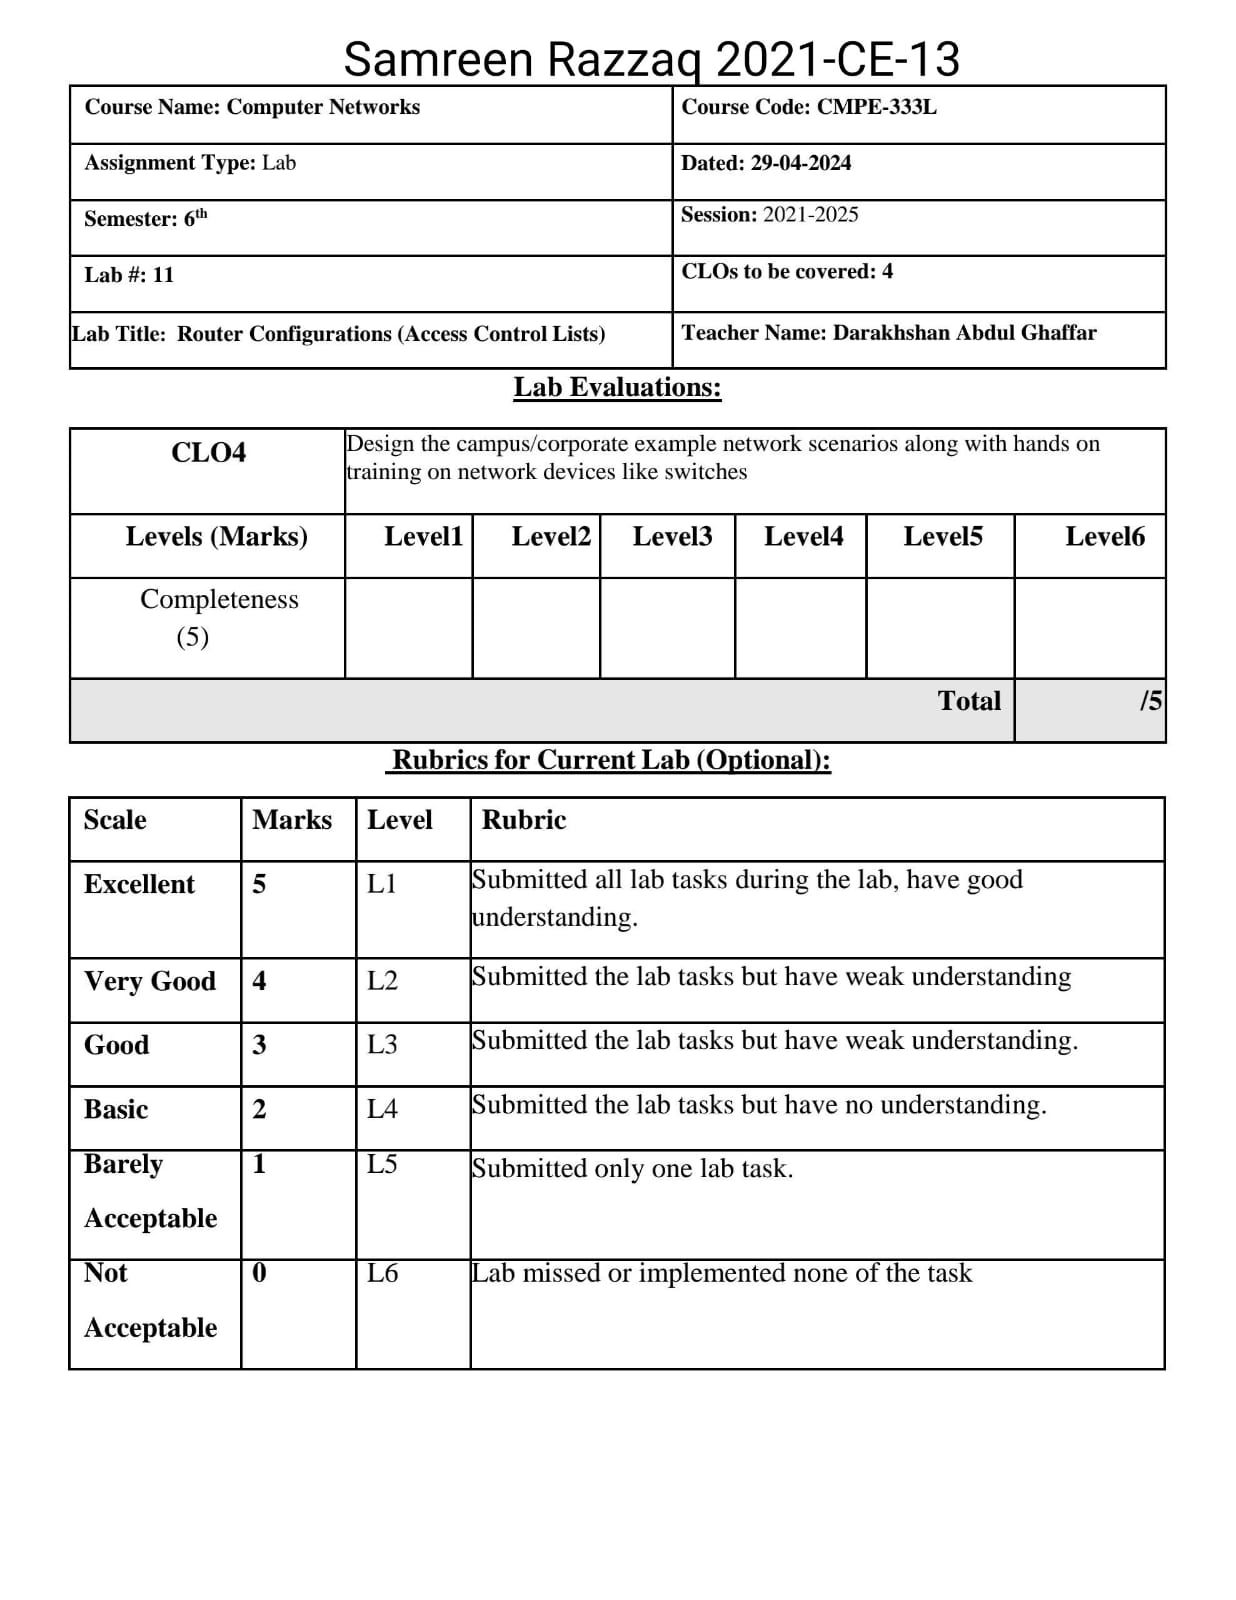 Samreen Razzaq 2021-CE-13
Course Name: Computer Networks
Course Code: CMPE-333L
Assignment Type: Lab
Dated: 29-04-2024
Semester: 6th
Session: 2021-2025
Lab #: 11
CLOs to be covered: 4
Lab Title: Router Configurations (Access Control Lists)
Teacher Name: Darakhshan Abdul Ghaffar
Lab Evaluations:
CLO4
Design the campus/corporate example network scenarios along with hands on
training on network devices like switches
Levels (Marks) Level1 Level2 Level3 Level4 Level5 Level6
Completeness
(5)
Total /5
Rubrics for Current Lab (Optional):
Scale Marks Level Rubric
Excellent 5 L1 Submitted all lab tasks during the lab, have good
understanding.
Very Good 4 L2 Submitted the lab tasks but have weak understanding
Good 3 L3 Submitted the lab tasks but have weak understanding.
Basic 2 L4 Submitted the lab tasks but have no understanding.
Barely 1 L5 Submitted only one lab task.
Acceptable
Not 0 L6 Lab missed or implemented none of the task
Acceptable